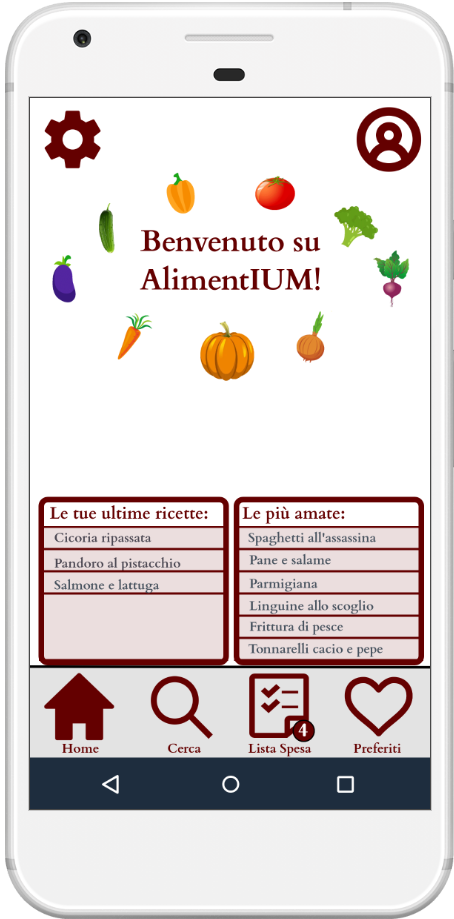 Benvenuto su
AlimentIUM!
Le tue ultime ricette:
Cicoria ripassata
Pandoro al pistacchio
Salmone e lattuga
Le più amate:
Spaghetti all'assassina
Pane e salame
Parmigiana
Linguine allo scoglio
Frittura di pesce
Tonnarelli cacio e pepe
4
Home
Cerca
Lista Spesa
Preferiti